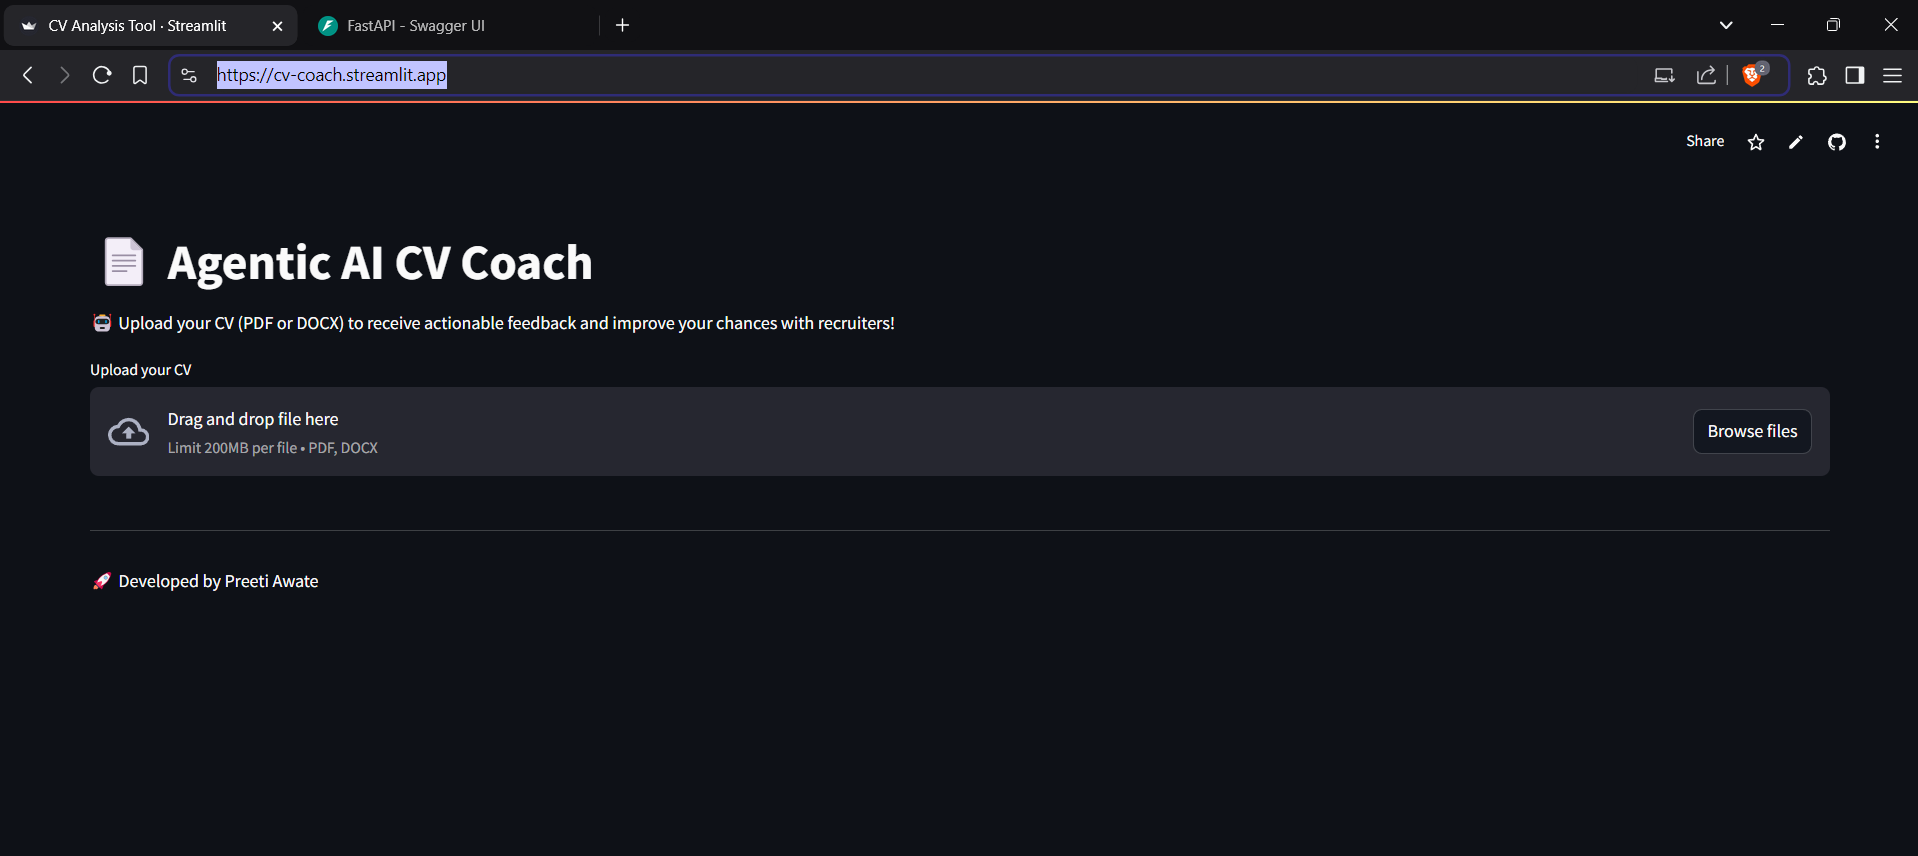 CV Analysis Tool · Streamlit
FastAPI - Swagger UI
https://cv-coach.streamlit.app
2
Share
Agentic AI CV Coach
Upload your CV (PDF or DOCX) to receive actionable feedback and improve your chances with recruiters!
Upload your CV
Drag and drop file here
Limit 200MB per file • PDF, DOCX
Browse files
Developed by Preeti Awate